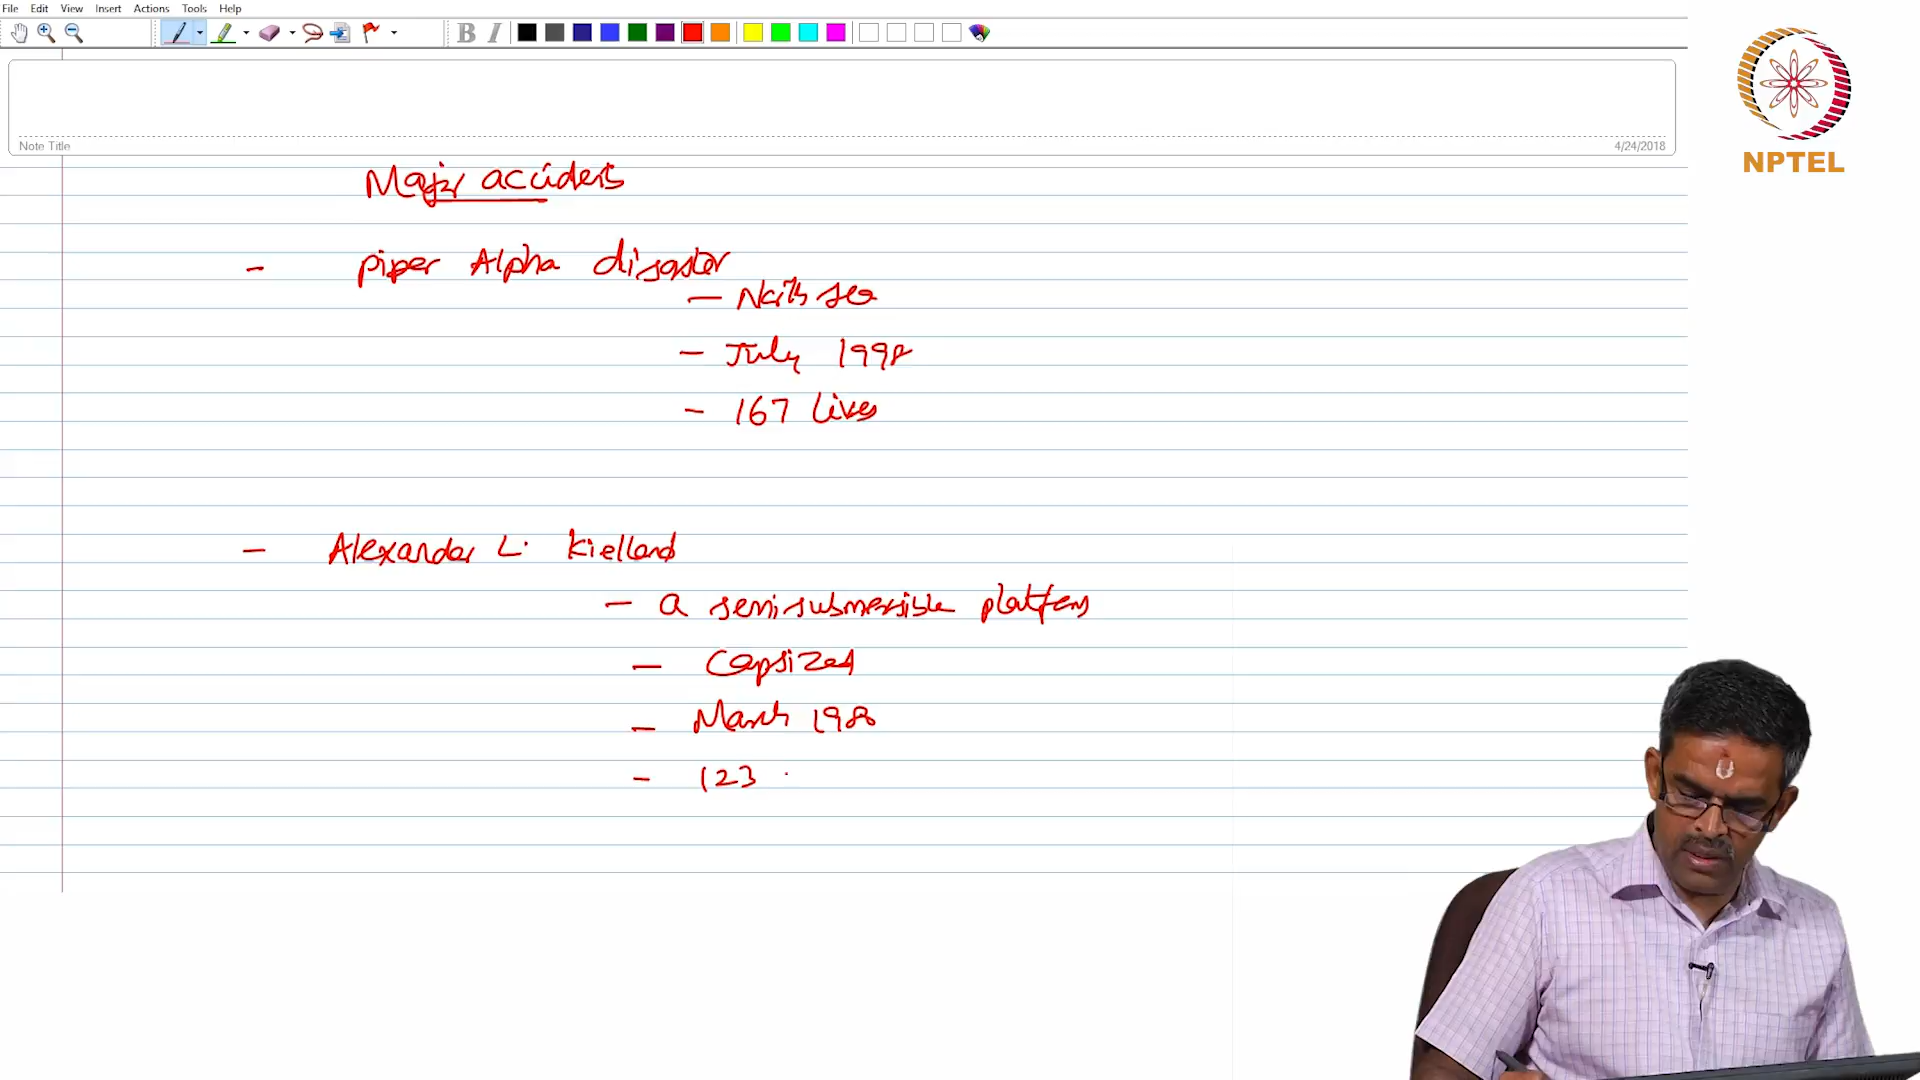 File Edit View Insert Actions Tools Help
B I
Note Title
4/24/2018
NPTEL
Major accidents
- piper Alpha disaster
- North sea
- July 1998
- 167 lives
- Alexander L. Kielland
- a semisubmersible platform
- Capsized
- March 1980
- 123